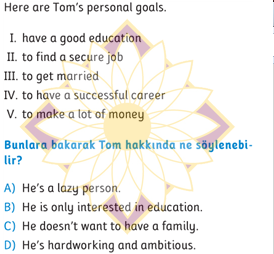 Here are Tom's personal goals.
I. have a good education
II. to find a secure job
III. to get married
IV. to have a successful career
V. to make a lot of money
Bunlara bakarak Tom hakkında ne söylenebi-
lir?
A) He's a lazy person.
B) He is only interested in education.
C) He doesn't want to have a family.
D) He's hardworking and ambitious.